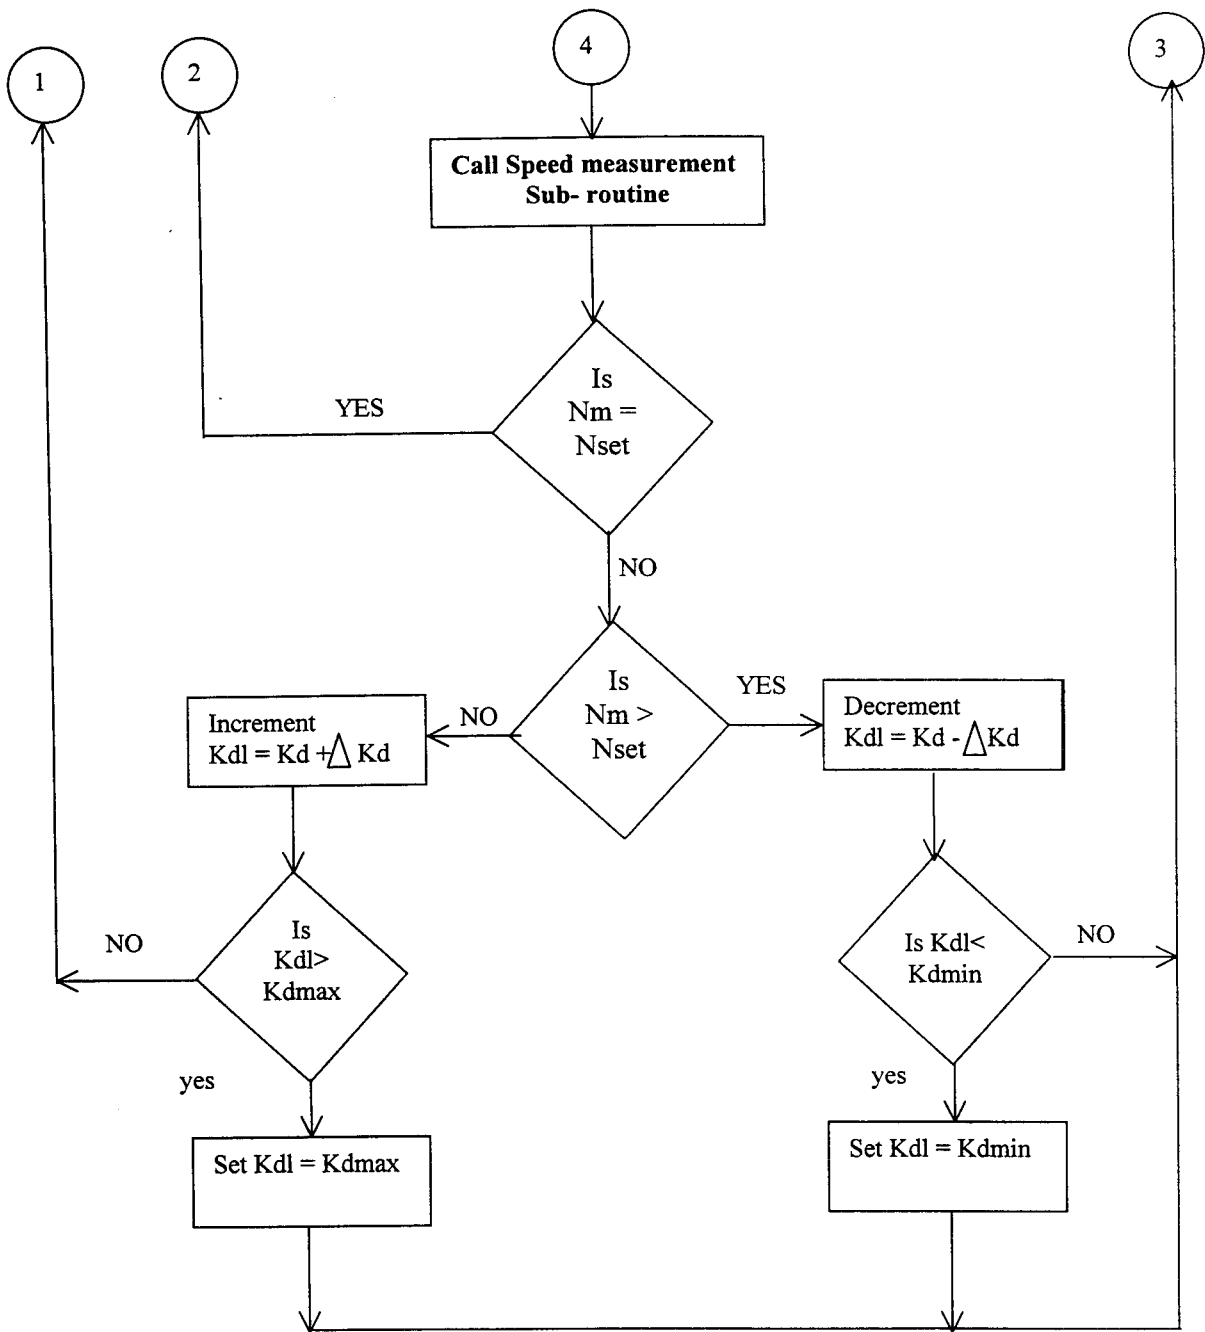 1
2
4
3
Call Speed measurement
Sub- routine
Is
Nm =
Nset
YES
NO
Is
Nm >
Nset
NO
YES
Increment
Kdl = Kd +△ Kd
Decrement
Kdl = Kd - △Kd
Is
Kdl>
Kdmax
NO
yes
Is Kdl<
Kdmin
NO
yes
Set Kdl = Kdmax
Set Kdl = Kdmin